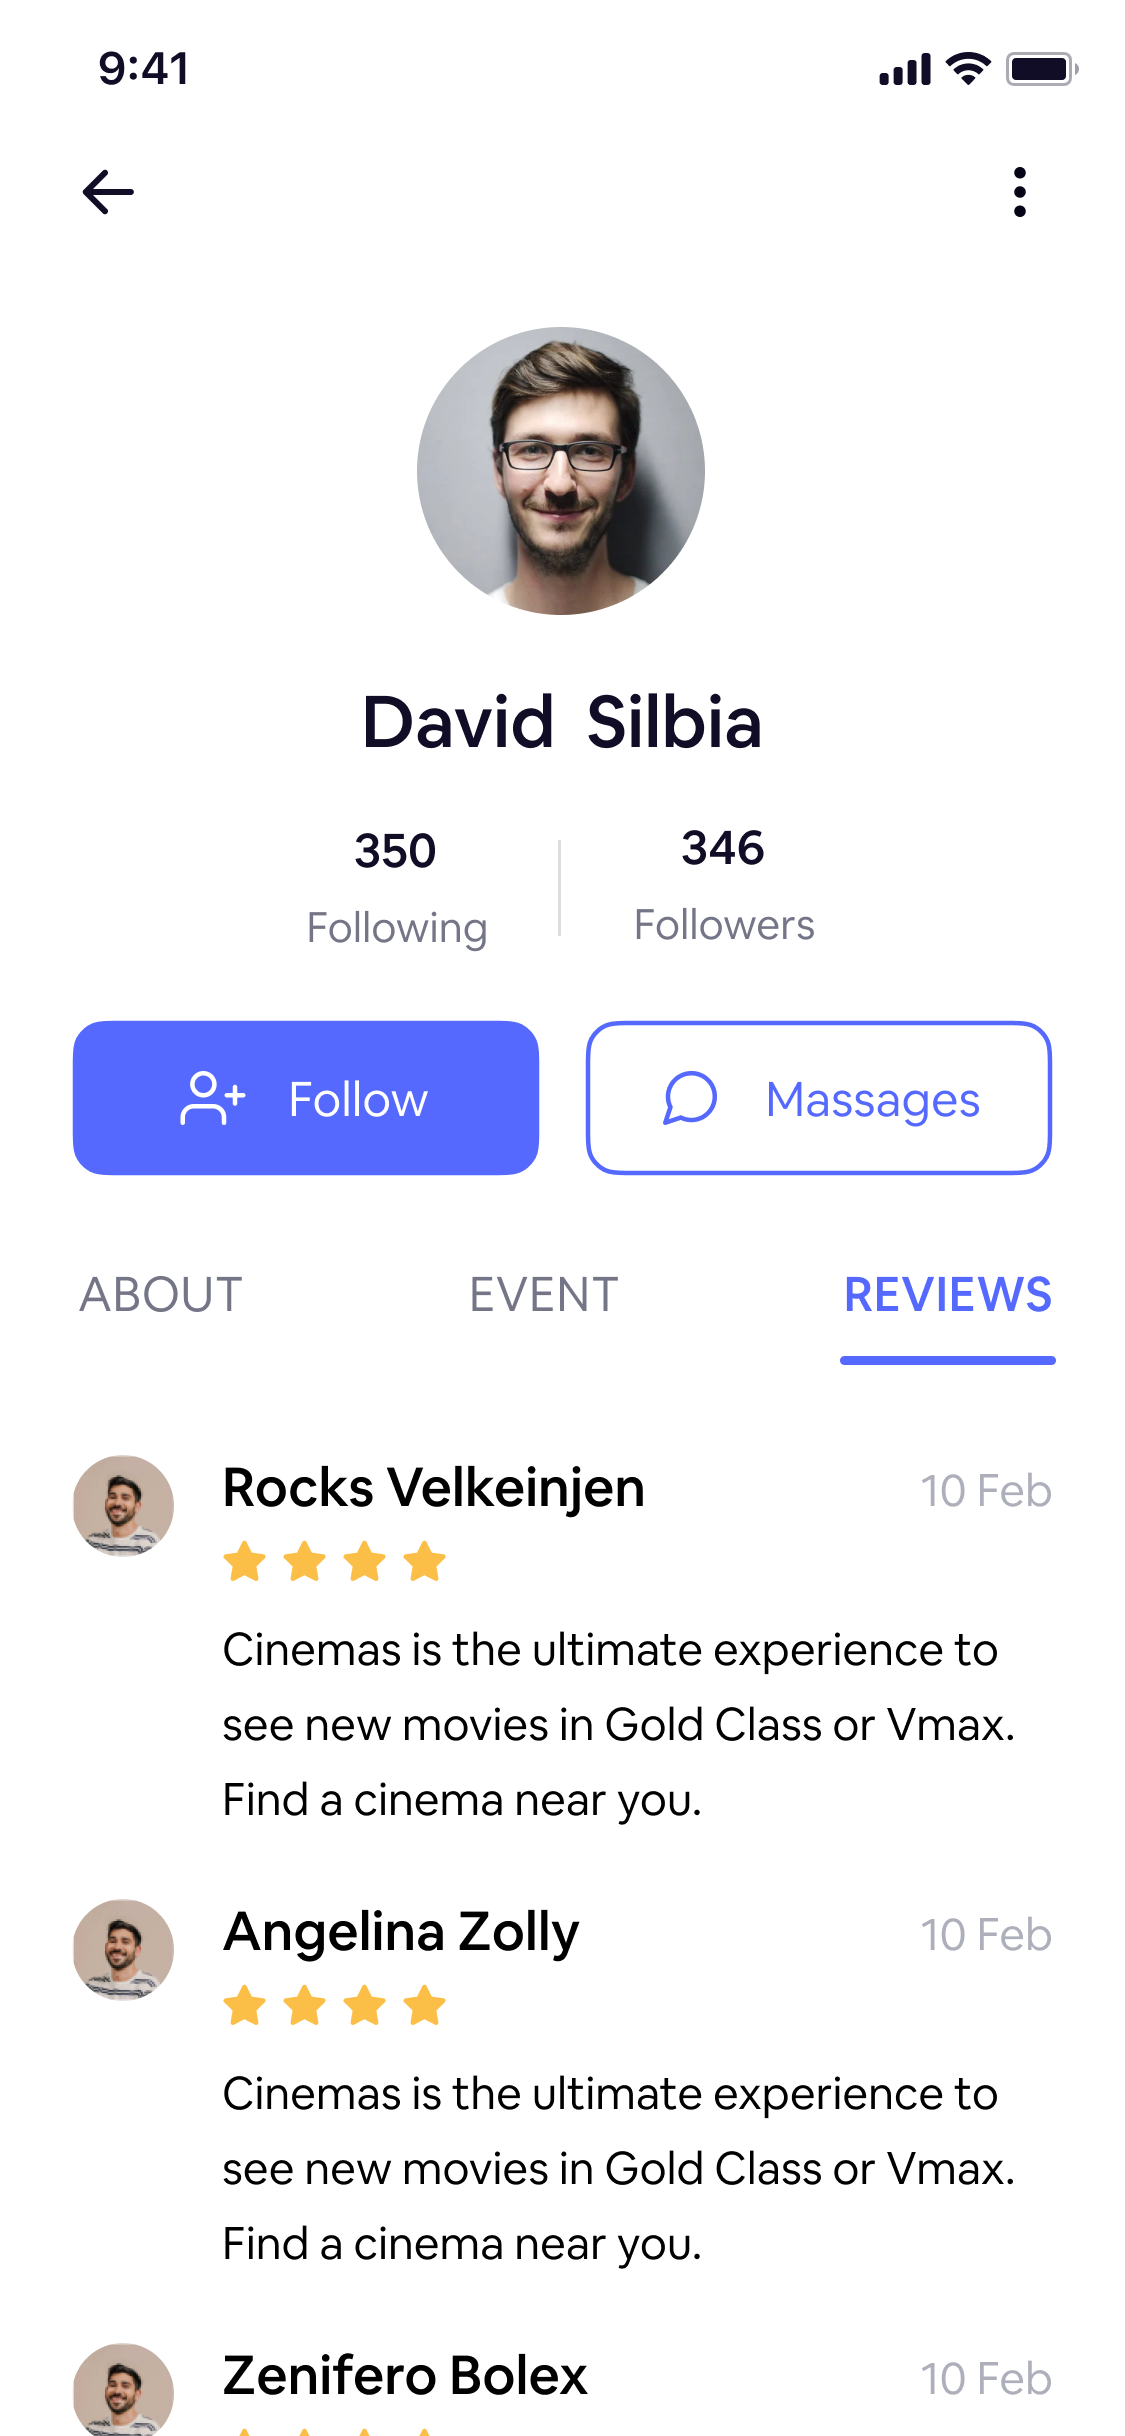 9:41
David Silbia
350
346
Following
Followers
Follow
Massages
ABOUT
EVENT
REVIEWS
Rocks Velkeinjen
10 Feb
Cinemas is the ultimate experience to
see new movies in Gold Class or Vmax.
Find a cinema near you.
Angelina Zolly
10 Feb
Cinemas is the ultimate experience to
see new movies in Gold Class or Vmax.
Find a cinema near you.
Zenifero Bolex
10 Feb